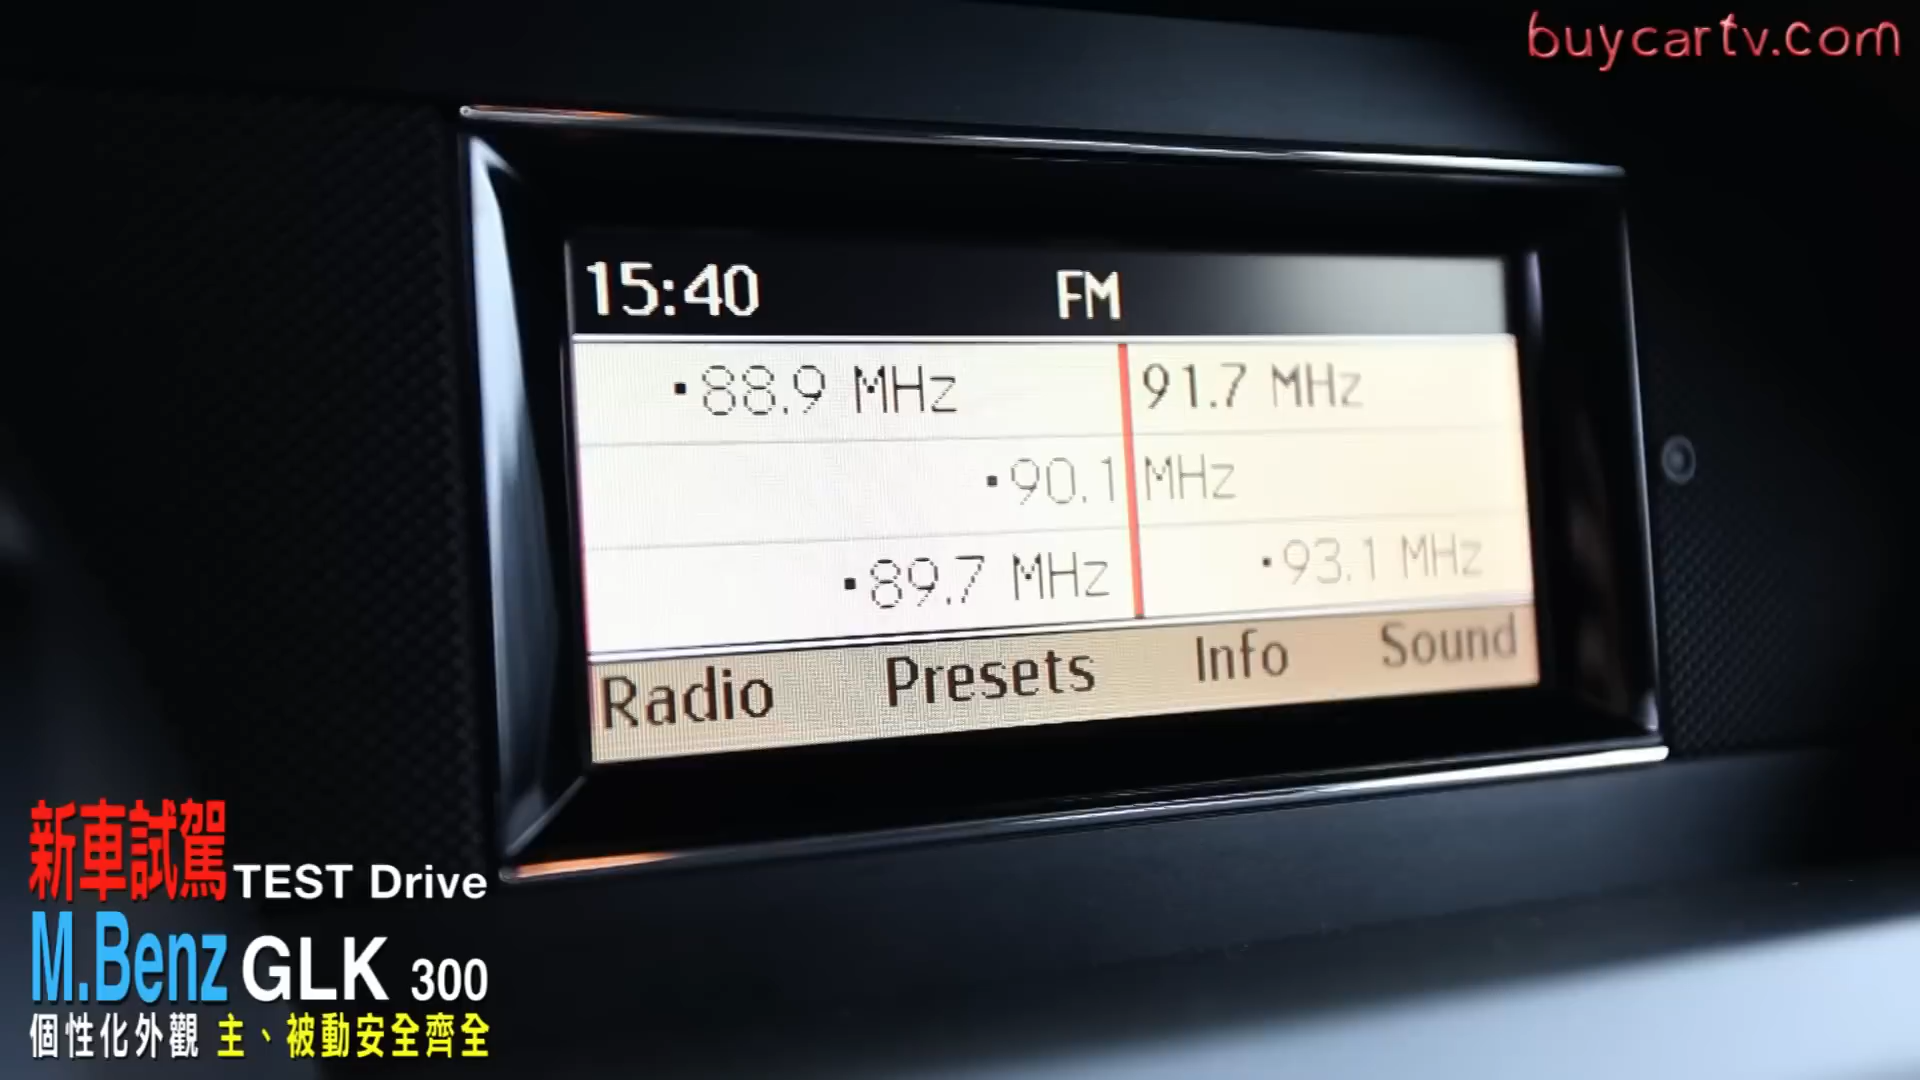 buycartv.com
15:40 FM
·88.9 MHz 91.7 MHz
·90.1 MHz
·89.7 MHz ·93.1 MHz
Radio Presets Info Sound
新車試駕 TEST Drive
M.Benz GLK 300
個性化外觀 主、被動安全齊全